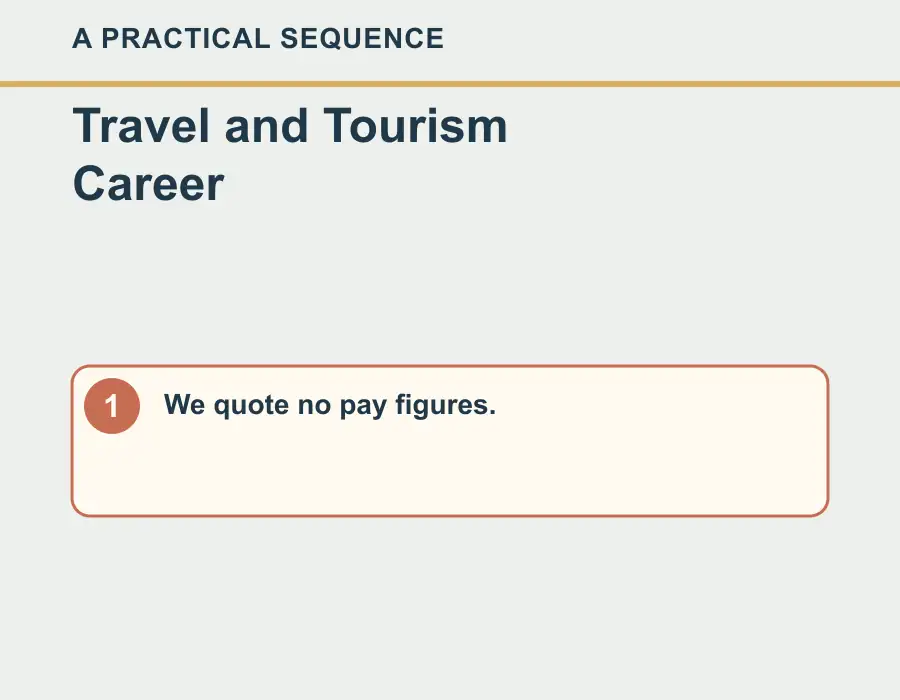 A PRACTICAL SEQUENCE
Travel and Tourism
Career
1 We quote no pay figures.